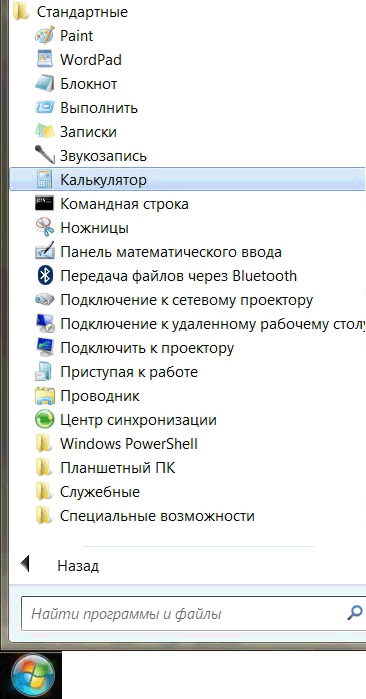 Стандартные
Paint
WordPad
Блокнот
Выполнить
Записки
Звукозапись
Калькулятор
Командная строка
Ножницы
Панель математического ввода
Передача файлов через Bluetooth
Подключение к сетевому проектору
Подключение к удаленному рабочему столу
Подключить к проектору
Приступая к работе
Проводник
Центр синхронизации
Windows PowerShell
Планшетный ПК
Служебные
Специальные возможности
Назад
Найти программы и файлы